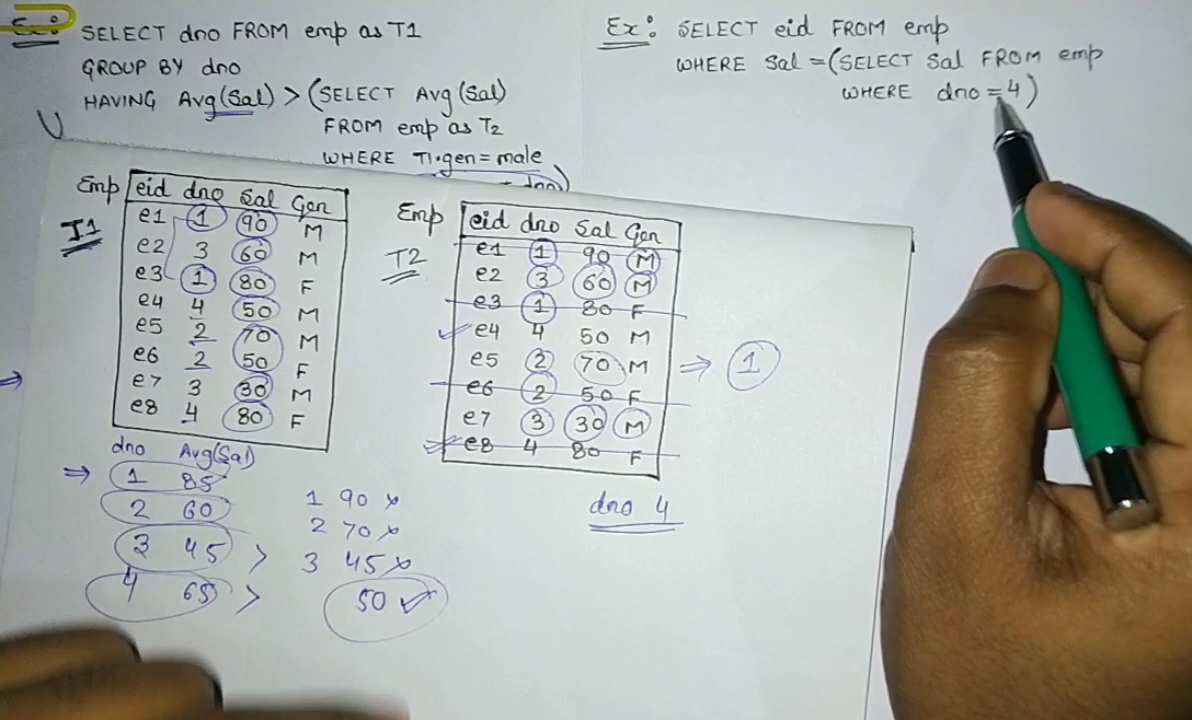 Ex: SELECT dno FROM emp as T1
GROUP BY dno
HAVING Avg(Sal) > (SELECT Avg(Sal)
FROM emp as T2
WHERE T1.gen = male
dno)
Ex: SELECT eid FROM emp
WHERE Sal = (SELECT Sal FROM emp
WHERE dno = 4)
Emp eid dno Sal Gen
T1
e1 1 90 M
e2 3 60 M
e3 1 80 F
e4 4 50 M
e5 2 70 M
e6 2 50 F
e7 3 30 M
e8 4 80 F
dno Avg(Sal)
⇒ 1 85
2 60
3 45 >
4 65 >
1 90 x
2 70 x
3 45 x
50 ✓
Emp eid dno Sal Gen
T2
e1 1 90 M
e2 3 60 M
e3 1 80 F
e4 4 50 M
e5 2 70 M ⇒ 1
e6 2 50 F
e7 3 30 M
e8 4 80 F
dno 4